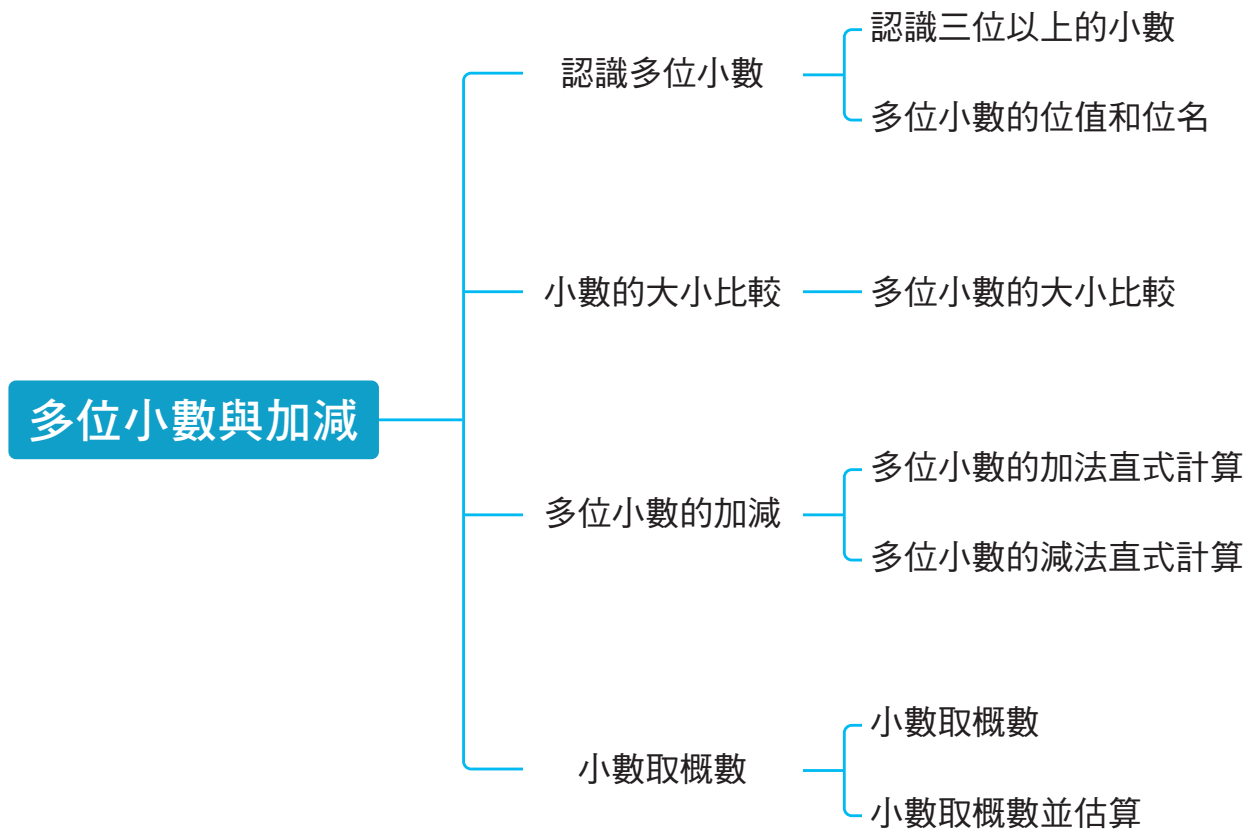 多位小數與加減
認識多位小數
認識三位以上的小數
多位小數的位值和位名
小數的大小比較
多位小數的大小比較
多位小數的加減
多位小數的加法直式計算
多位小數的減法直式計算
小數取概數
小數取概數
小數取概數並估算